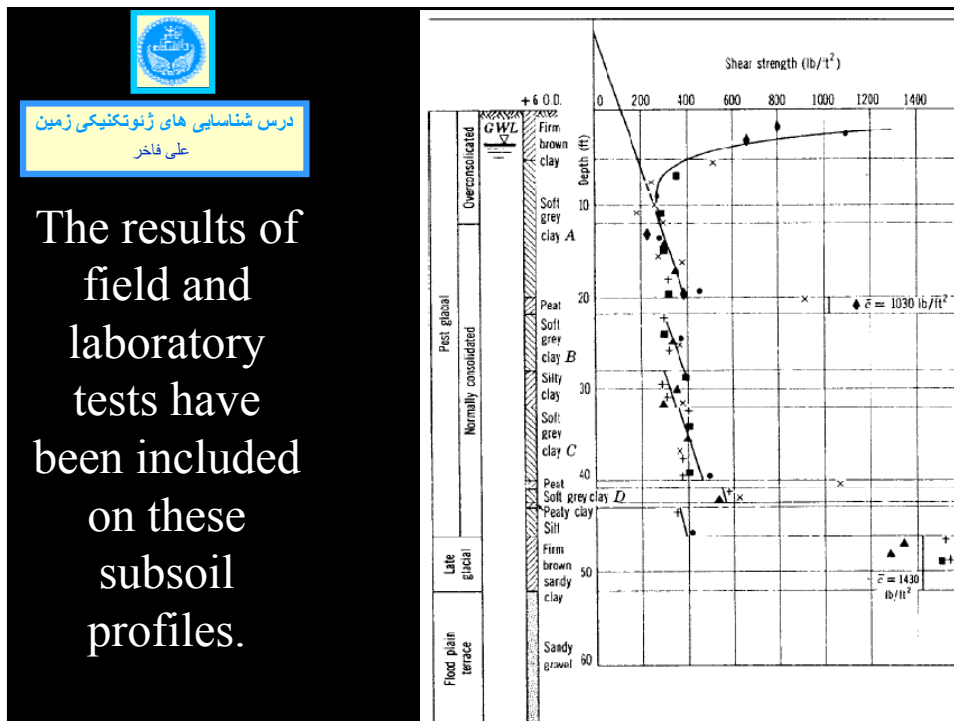 درس شناسایی های ژئوتکنیکی زمین
علی فاخر
The results of
field and
laboratory
tests have
been included
on these
subsoil
profiles.
Shear strength (lb/ft²)
+6 O.D.
0 200 400 600 800 1000 1200 1400
Depth (ft)
10
20
30
40
50
60
GWL
Post glacial
Late
glacial
Flood plain
terrace
Overconsolidated
Normally consolidated
Firm
brown
clay
Soft
grey
clay A
Peat
Soft
grey
clay B
Silty
clay
Soft
grey
clay C
Peat
Soft grey clay D
Peaty clay
Silt
Firm
brown
sandy
clay
Sandy
gravel
c̄ = 1030 lb/ft²
c̄ = 1430
lb/ft²